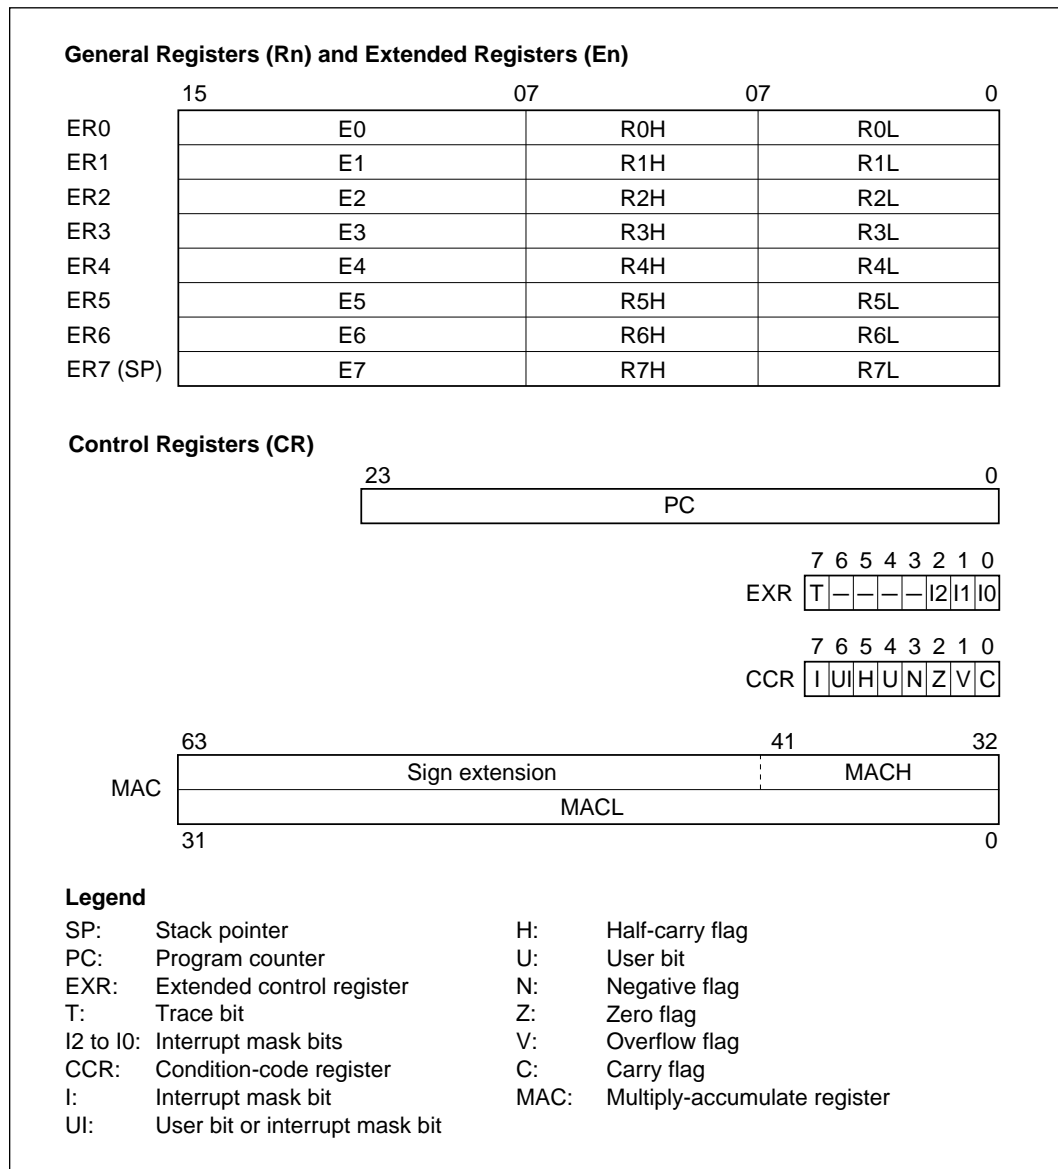 General Registers (Rn) and Extended Registers (En)
15 07 07 0
ER0 E0 R0H R0L
ER1 E1 R1H R1L
ER2 E2 R2H R2L
ER3 E3 R3H R3L
ER4 E4 R4H R4L
ER5 E5 R5H R5L
ER6 E6 R6H R6L
ER7 (SP) E7 R7H R7L
Control Registers (CR)
23 0
PC
7 6 5 4 3 2 1 0
EXR T — — — — I2 I1 I0
7 6 5 4 3 2 1 0
CCR I UI H U N Z V C
63 41 32
MAC
Sign extension MACH
MACL
31 0
Legend
SP: Stack pointer
PC: Program counter
EXR: Extended control register
T: Trace bit
I2 to I0: Interrupt mask bits
CCR: Condition-code register
I: Interrupt mask bit
UI: User bit or interrupt mask bit
H: Half-carry flag
U: User bit
N: Negative flag
Z: Zero flag
V: Overflow flag
C: Carry flag
MAC: Multiply-accumulate register